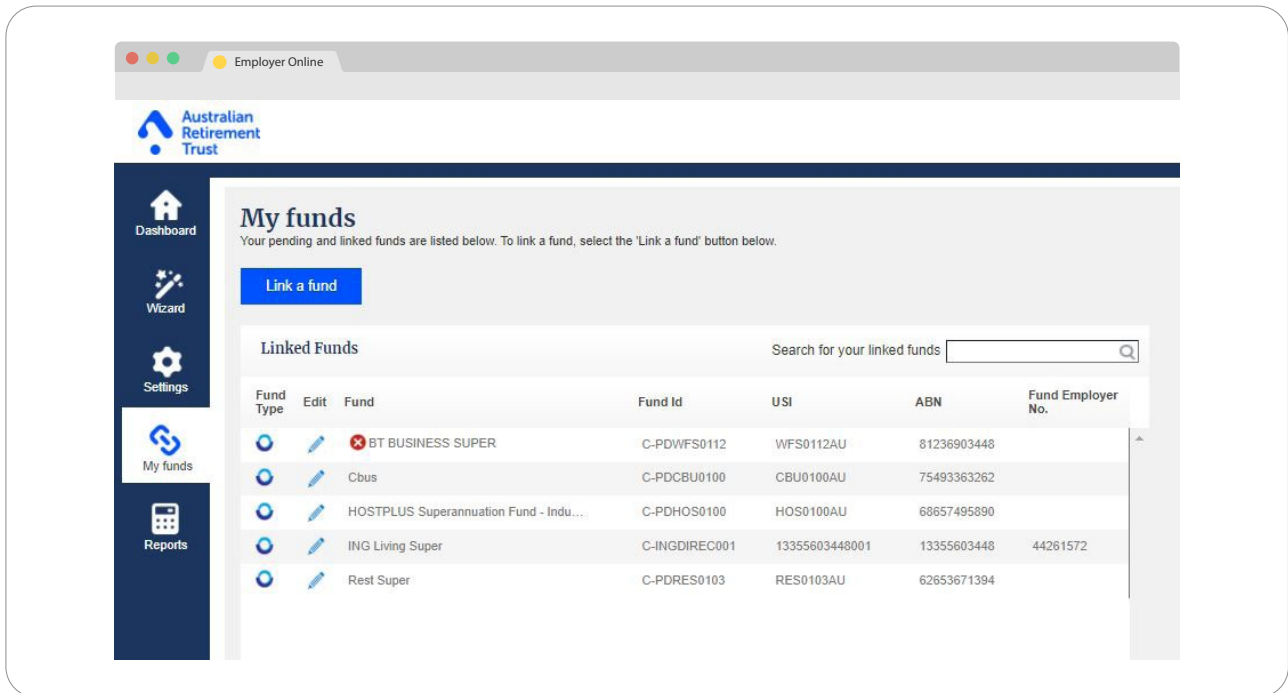 Employer Online
Australian
Retirement
Trust
Dashboard
Wizard
Settings
My funds
Reports
My funds
Your pending and linked funds are listed below. To link a fund, select the 'Link a fund' button below.
Link a fund
Linked Funds Search for your linked funds
Fund Type Edit Fund Fund Id USI ABN Fund Employer No.
BT BUSINESS SUPER C-PDWFS0112 WFS0112AU 81236903448
Cbus C-PDCBU0100 CBU0100AU 75493363262
HOSTPLUS Superannuation Fund - Indu... C-PDHOS0100 HOS0100AU 68657495890
ING Living Super C-INGDIREC001 13355603448001 13355603448 44261572
Rest Super C-PDRES0103 RES0103AU 62653671394